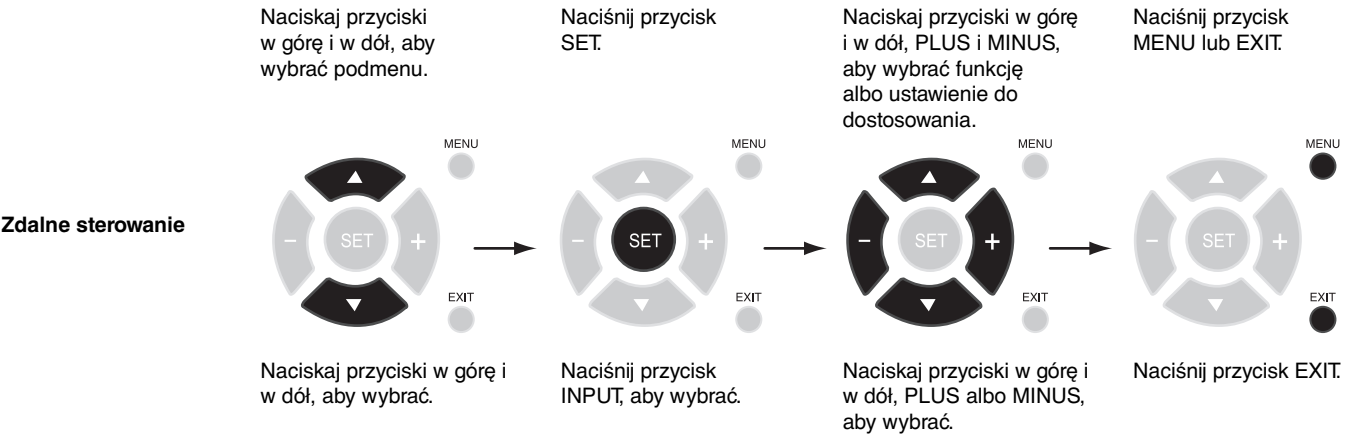 Naciskaj przyciski
w górę i w dół, aby
wybrać podmenu.
Naciśnij przycisk
SET.
Naciskaj przyciski w górę
i w dół, PLUS i MINUS,
aby wybrać funkcję
albo ustawienie do
dostosowania.
Naciśnij przycisk
MENU lub EXIT.
Zdalne sterowanie
MENU
- SET +
EXIT
MENU
- SET +
EXIT
MENU
- SET +
EXIT
MENU
- SET +
EXIT
Naciskaj przyciski w górę i
w dół, aby wybrać.
Naciśnij przycisk
INPUT, aby wybrać.
Naciskaj przyciski w górę i
w dół, PLUS albo MINUS,
aby wybrać.
Naciśnij przycisk EXIT.